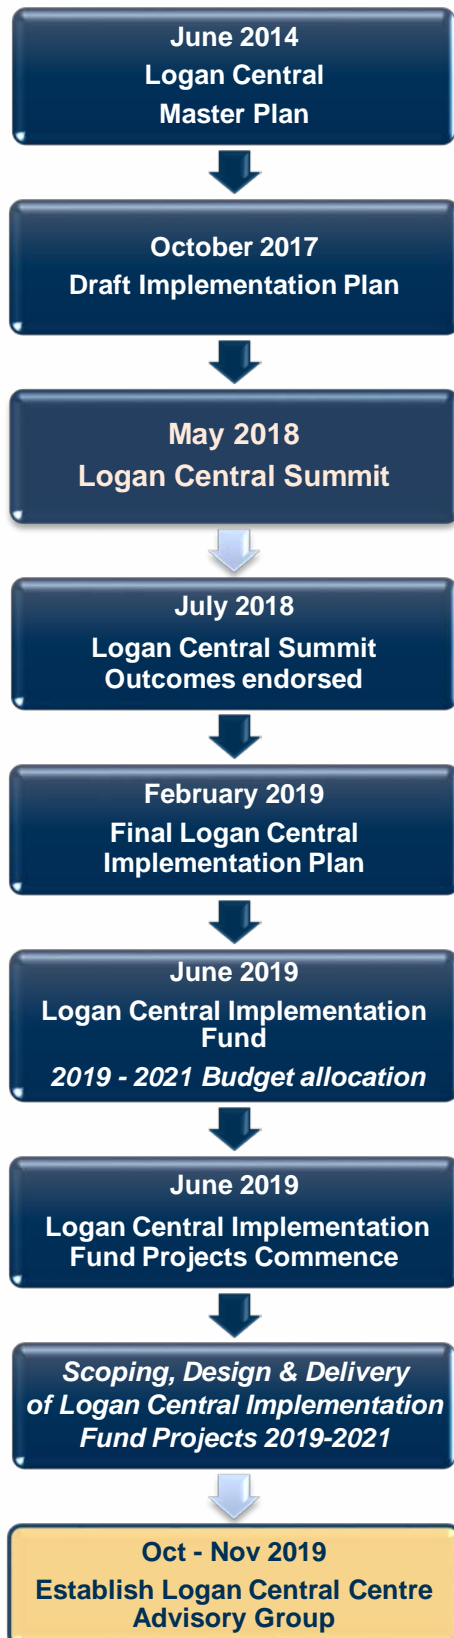 June 2014
Logan Central
Master Plan
October 2017
Draft Implementation Plan
May 2018
Logan Central Summit
July 2018
Logan Central Summit
Outcomes endorsed
February 2019
Final Logan Central
Implementation Plan
June 2019
Logan Central Implementation
Fund
2019 - 2021 Budget allocation
June 2019
Logan Central Implementation
Fund Projects Commence
Scoping, Design & Delivery
of Logan Central Implementation
Fund Projects 2019-2021
Oct - Nov 2019
Establish Logan Central Centre
Advisory Group